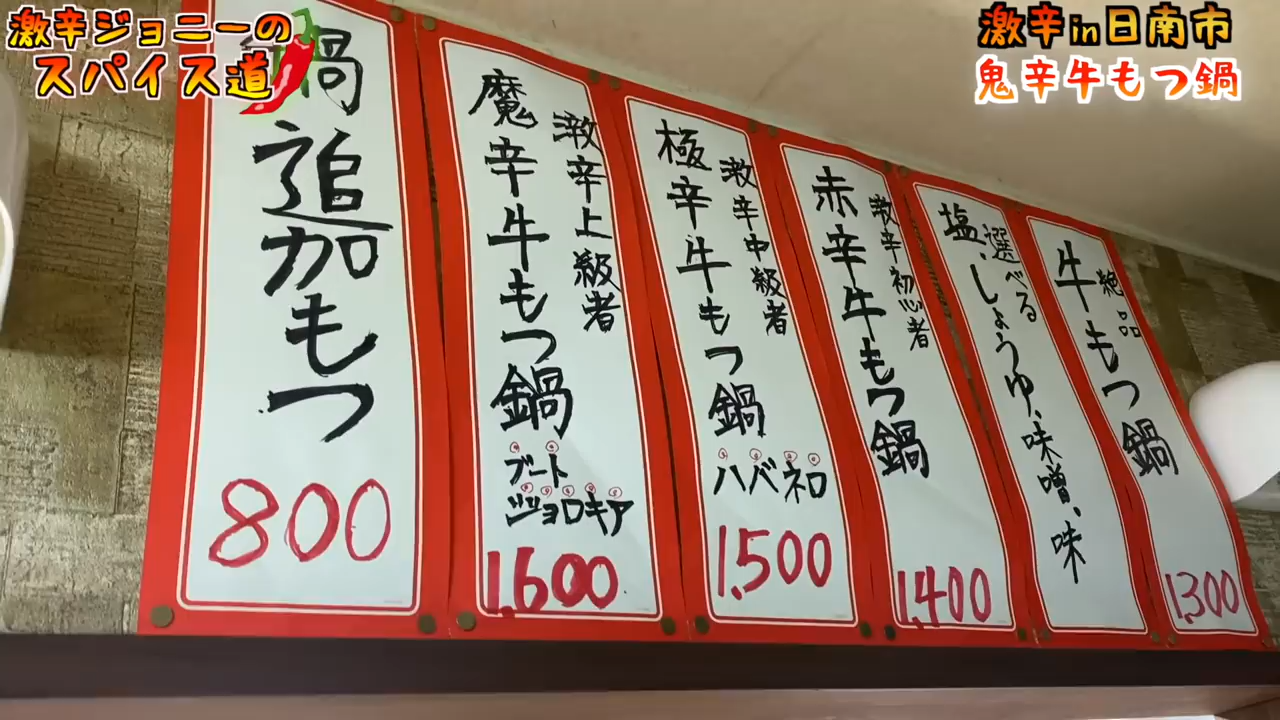 激辛ジョニーの
スパイス道
激辛in日南市
鬼辛牛もつ鍋
絶品
牛もつ鍋
1,300
選べる
塩、しょうゆ、味噌、味
激辛初心者
赤辛牛もつ鍋
1,400
激辛中級者
極辛牛もつ鍋
ハバネロ
1,500
激辛上級者
魔辛牛もつ鍋
ブート
ジョロキア
1,600
鍋追加もつ
800